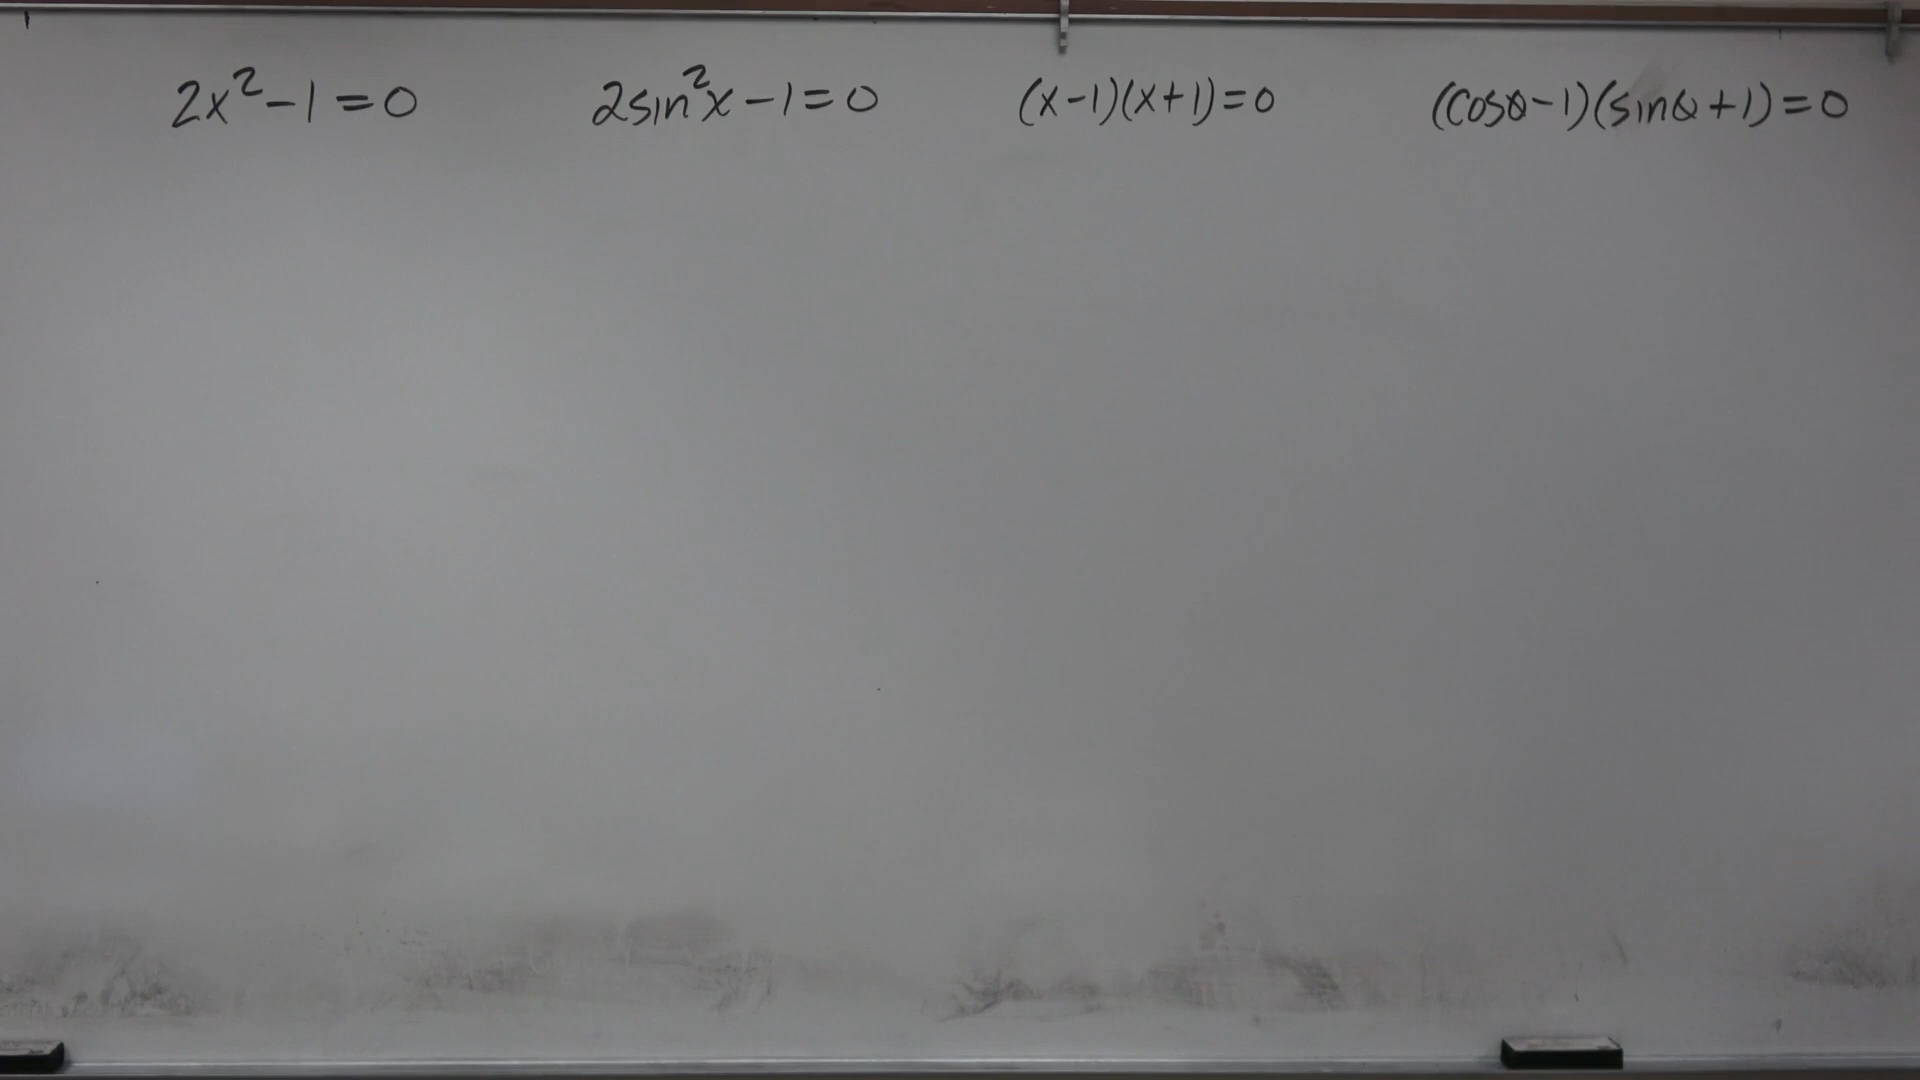 2x²-1=0
2sin²x-1=0
(x-1)(x+1)=0
(cosθ-1)(sinθ+1)=0